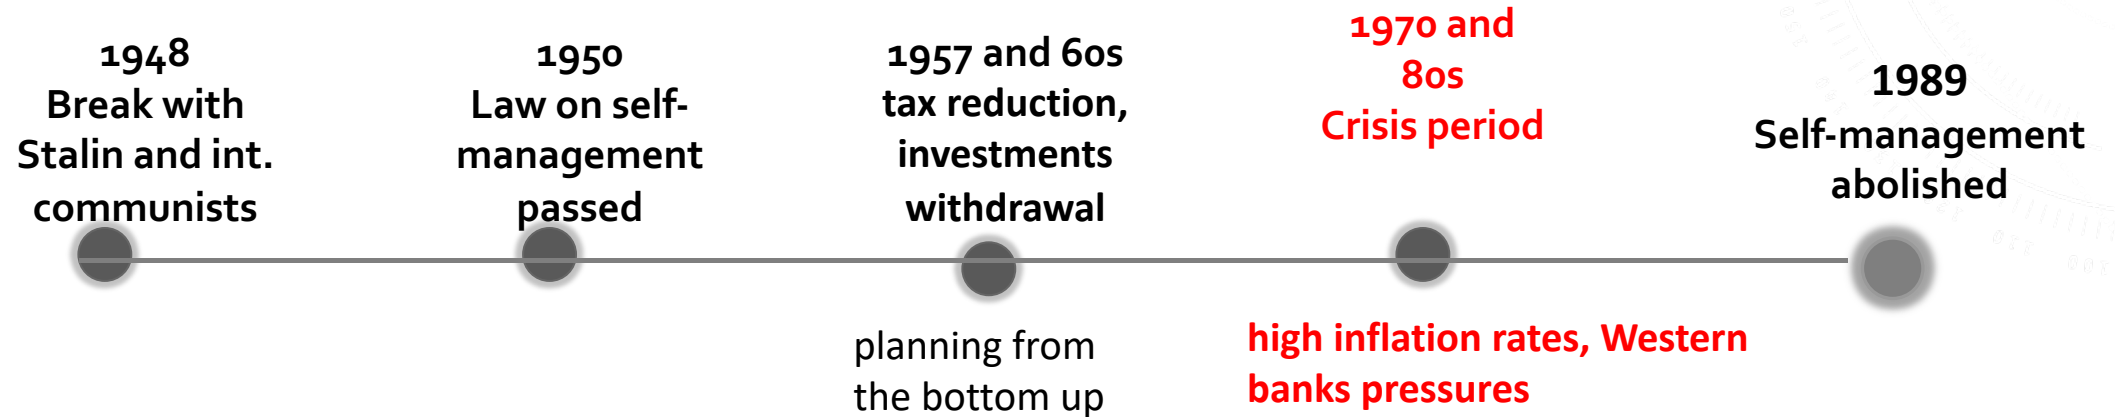 1948
Break with
Stalin and int.
communists
1950
Law on self-
management
passed
1957 and 60s
tax reduction,
investments
withdrawal
planning from
the bottom up
1970 and
80s
Crisis period
high inflation rates, Western
banks pressures
1989
Self-management
abolished